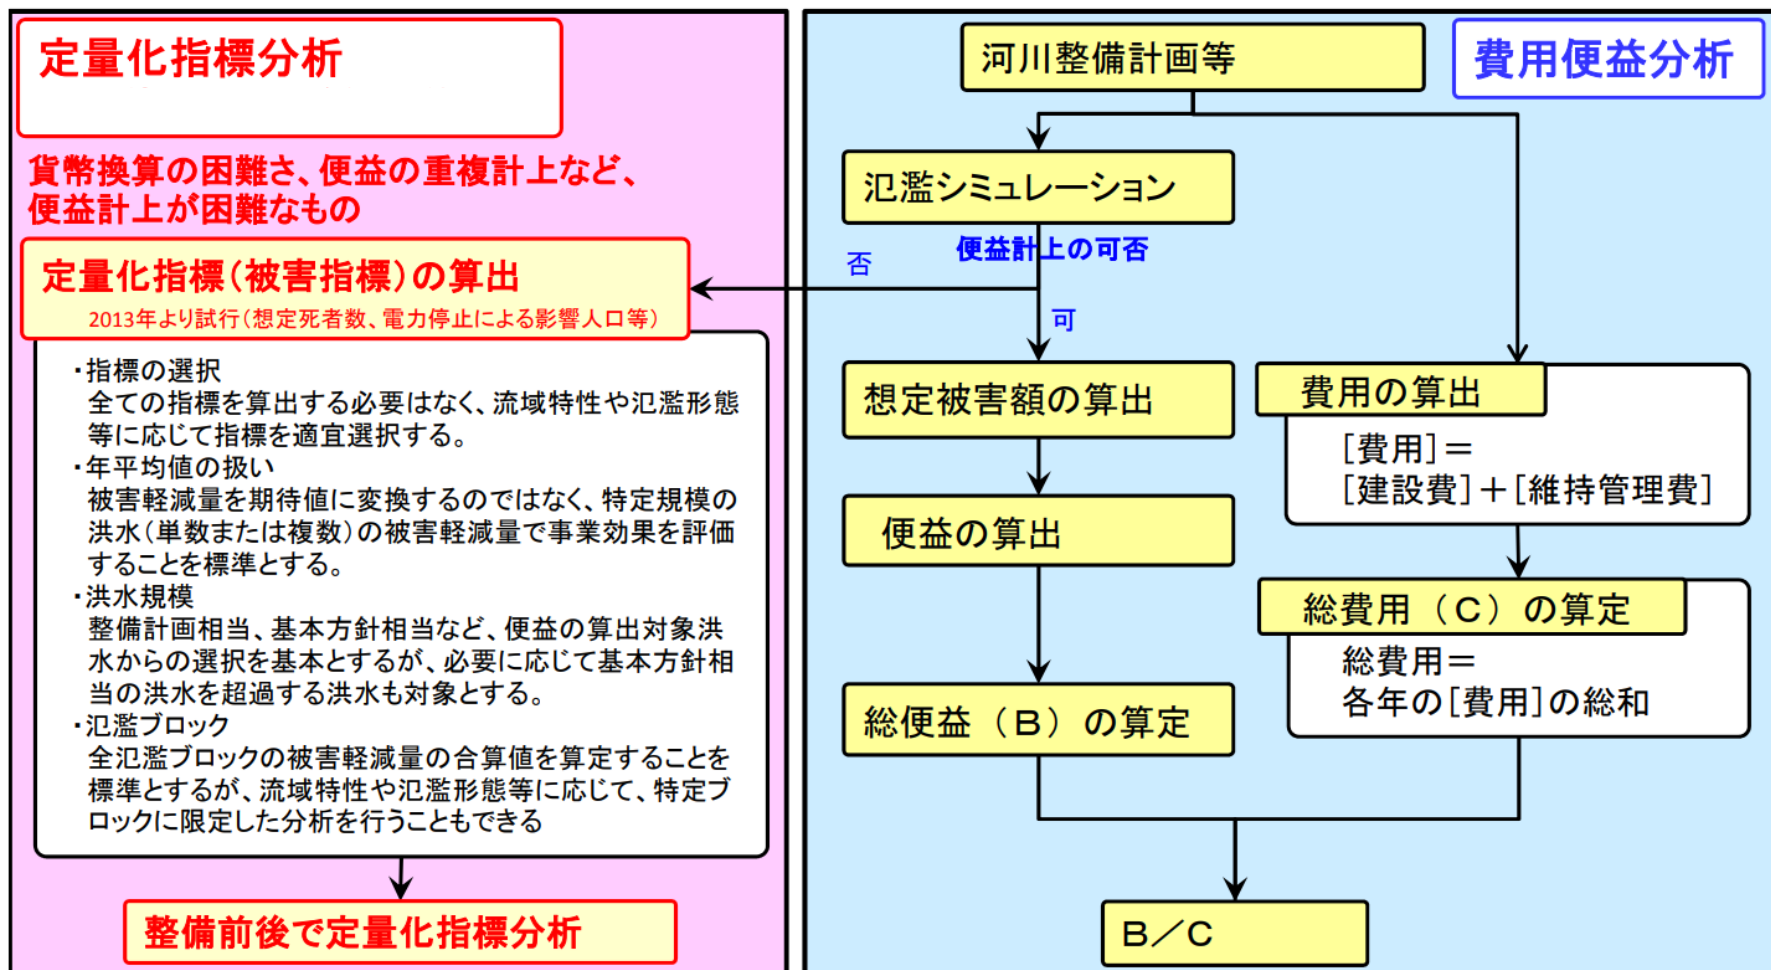 定量化指標分析
貨幣換算の困難さ、便益の重複計上など、
便益計上が困難なもの
定量化指標(被害指標)の算出
2013年より試行(想定死者数、電力停止による影響人口等)
・指標の選択
全ての指標を算出する必要はなく、流域特性や氾濫形態
等に応じて指標を適宜選択する。
・年平均値の扱い
被害軽減量を期待値に変換するのではなく、特定規模の
洪水(単数または複数)の被害軽減量で事業効果を評価
することを標準とする。
・洪水規模
整備計画相当、基本方針相当など、便益の算出対象洪
水からの選択を基本とするが、必要に応じて基本方針相
当の洪水を超過する洪水も対象とする。
・氾濫ブロック
全氾濫ブロックの被害軽減量の合算値を算定することを
標準とするが、流域特性や氾濫形態等に応じて、特定ブ
ロックに限定した分析を行うこともできる
整備前後で定量化指標分析
費用便益分析
河川整備計画等
氾濫シミュレーション
便益計上の可否
否
可
想定被害額の算出
便益の算出
総便益（Ｂ）の算定
費用の算出
[費用]＝
[建設費]＋[維持管理費]
総費用（Ｃ）の算定
総費用＝
各年の[費用]の総和
Ｂ／Ｃ